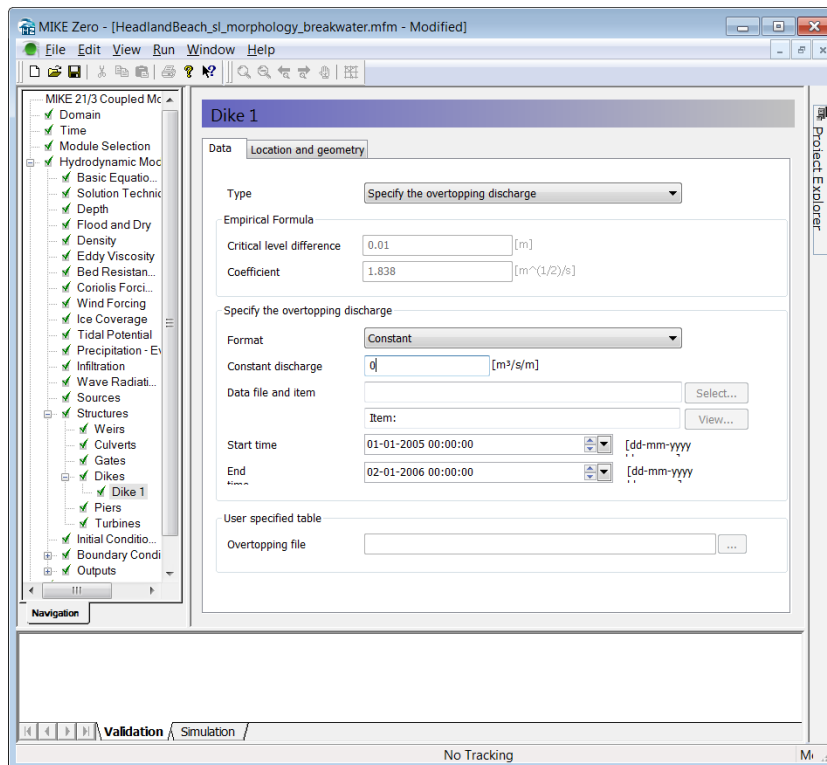 MIKE Zero - [HeadlandBeach_sl_morphology_breakwater.mfm - Modified]
File Edit View Run Window Help
MIKE 21/3 Coupled Mc
Domain
Time
Module Selection
Hydrodynamic Moc
Basic Equatio...
Solution Technic
Depth
Flood and Dry
Density
Eddy Viscosity
Bed Resistan...
Coriolis Forci...
Wind Forcing
Ice Coverage
Tidal Potential
Precipitation - Ev
Infiltration
Wave Radiati...
Sources
Structures
Weirs
Culverts
Gates
Dikes
Dike 1
Piers
Turbines
Initial Conditio...
Boundary Condi
Outputs
Navigation
Dike 1
Data Location and geometry
Type Specify the overtopping discharge
Empirical Formula
Critical level difference 0.01 [m]
Coefficient 1.838 [m^(1/2)/s]
Specify the overtopping discharge
Format Constant
Constant discharge 0 [m³/s/m]
Data file and item Select...
Item: View...
Start time 01-01-2005 00:00:00 [dd-mm-yyyy
End 02-01-2006 00:00:00 [dd-mm-yyyy
User specified table
Overtopping file ...
Project Explorer
Validation Simulation
No Tracking